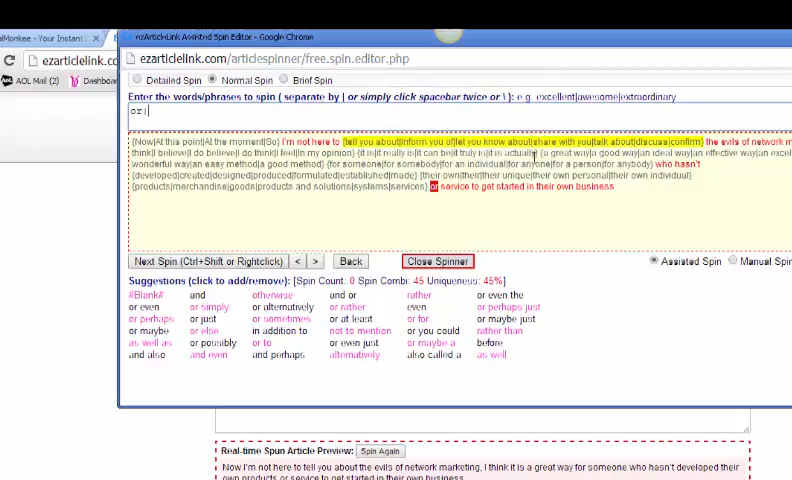 ezArticleLink Assisted Spin Editor - Google Chrome
alMonkee - Your Instant
ezarticlelink.com/articlespinner/free.spin.editor.php
ezarticlelink.c
AOL Mail (2) Dashboar
Detailed Spin Normal Spin Brief Spin
Enter the words/phrases to spin ( separate by | or simply click spacebar twice or \ ): e.g. excellent|awesome|extraordinary
or|
{Now|At this point|At the moment|So} I'm not here to {tell you about|inform you of|let you know about|share with you|talk about|discuss|confirm} the evils of network m
think|I believe|I do believe|I do think|I feel|in my opinion} {it is|it really is|it can be|it truly is|it is actually} {a great way|a good way|an ideal way|an effective way|an excel
wonderful way|an easy method|a good method} {for someone|for somebody|for an individual|for anyone|for a person|for anybody} who hasn't
{developed|created|designed|produced|formulated|established|made} {their own|their|their unique|their own personal|their own individual}
{products|merchandise|goods|products and solutions|systems|services} or service to get started in their own business
Next Spin (Ctrl+Shift or Rightclick) < > Back Close Spinner Assisted Spin Manual Spin
Suggestions (click to add/remove): [Spin Count: 0 Spin Combi: 45 Uniqueness: 45%]
#Blank# and otherwise and or rather or even the
or even or simply or alternatively or rather even or perhaps just
or perhaps or just or sometimes or at least or for or maybe just
or maybe or else in addition to not to mention or you could rather than
as well as or possibly or to or even just or maybe a before
and also and even and perhaps alternatively also called a as well
Real-time Spun Article Preview: Spin Again
Now I'm not here to tell you about the evils of network marketing, I think it is a great way for someone who hasn't developed their
own products or service to get started in their own business